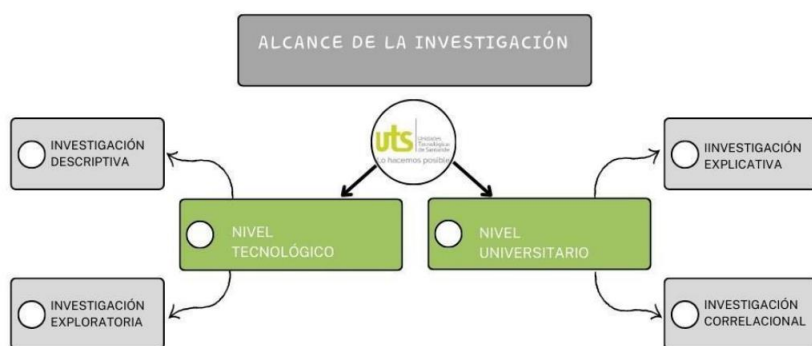 ALCANCE DE LA INVESTIGACIÓN
uts
Unidades
Tecnológicas
de Santander
Lo hacemos posible
INVESTIGACIÓN
DESCRIPTIVA
INVESTIGACIÓN
EXPLICATIVA
NIVEL
TECNOLÓGICO
NIVEL
UNIVERSITARIO
INVESTIGACIÓN
EXPLORATORIA
INVESTIGACIÓN
CORRELACIONAL